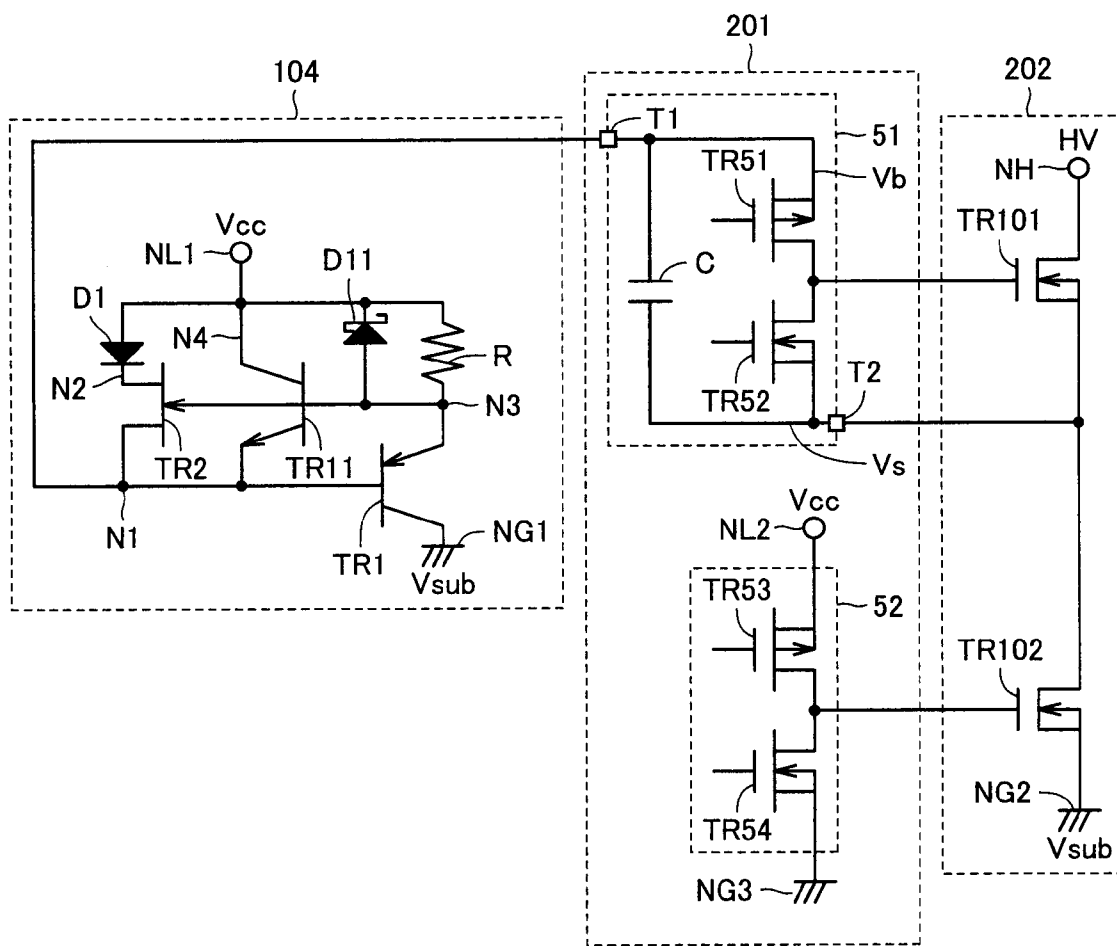 201
104
202
T1
51
HV
TR51
Vb
NH
Vcc
NL1
TR101
D11
C
D1
N4
R
N2
TR52
T2
N3
TR2
TR11
Vs
N1
TR1
NG1
Vcc
NL2
Vsub
TR53
52
TR102
TR54
NG2
Vsub
NG3